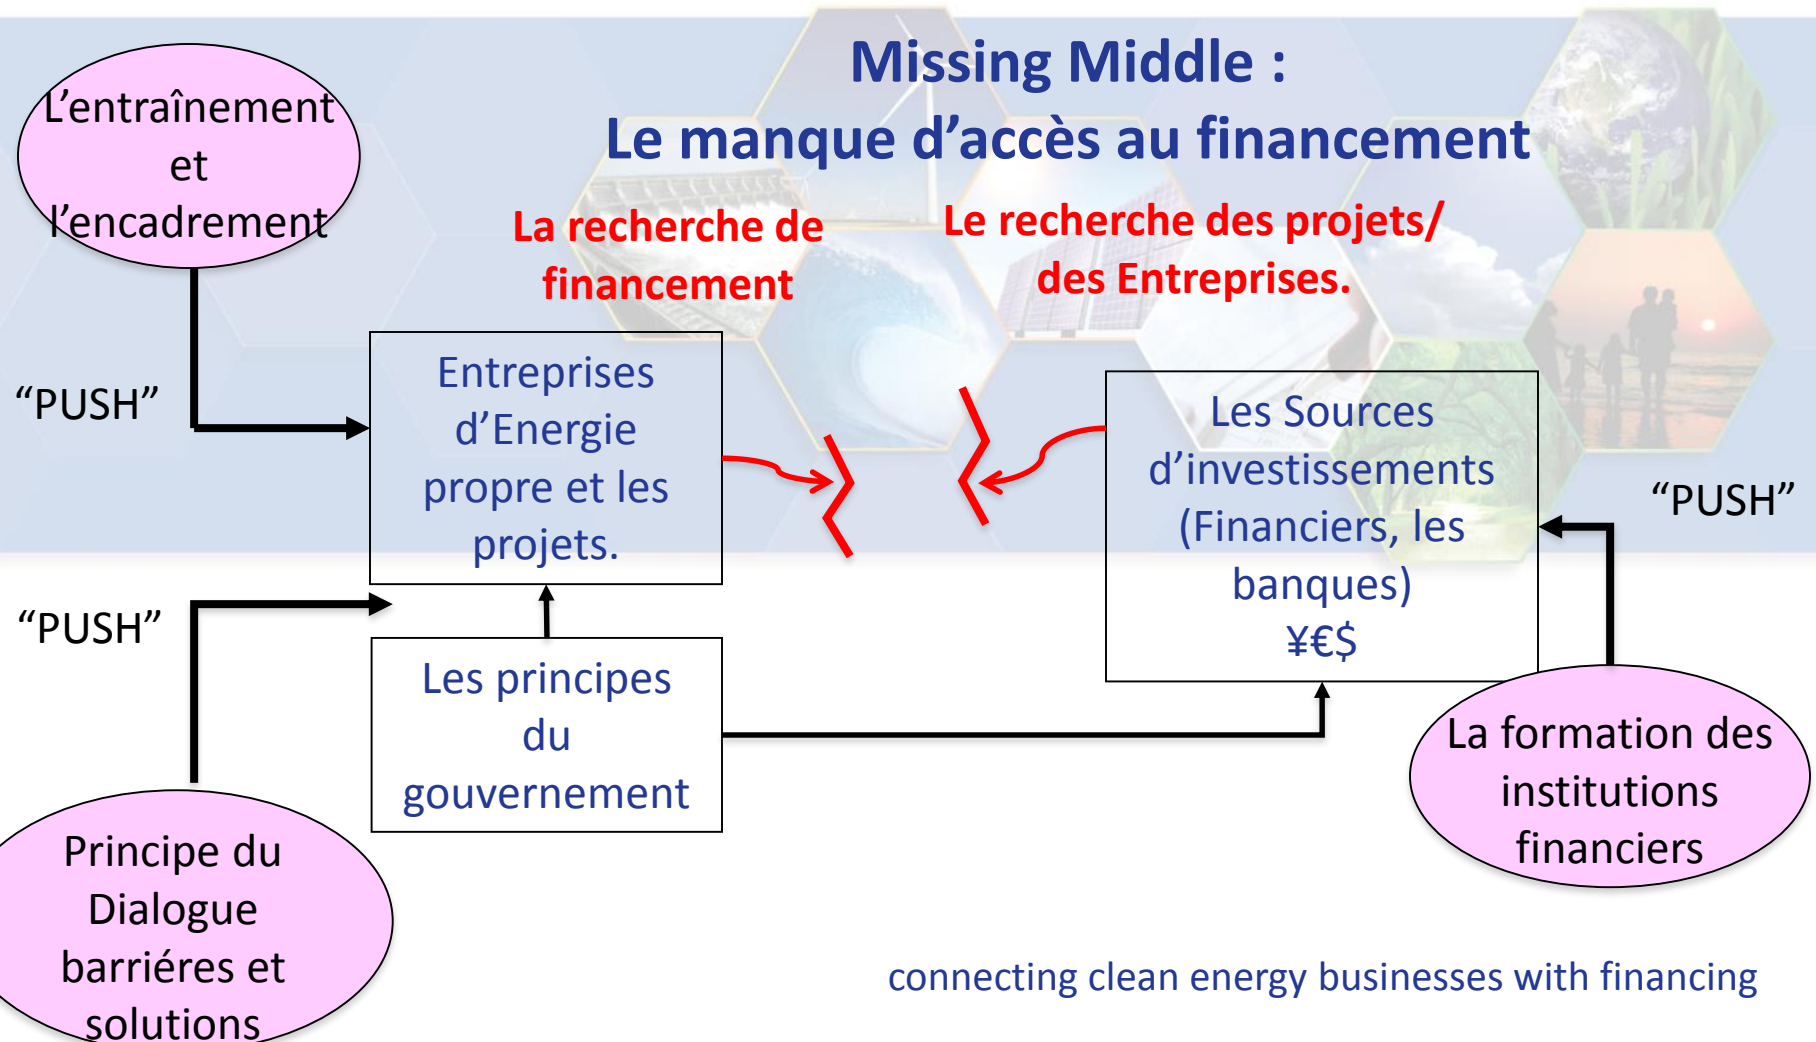 Missing Middle :
Le manque d’accès au financement
L’entraînement
et
l’encadrement
La recherche de
financement
Le recherche des projets/
des Entreprises.
“PUSH”
Entreprises
d’Energie
propre et les
projets.
Les Sources
d’investissements
(Financiers, les
banques)
¥€$
“PUSH”
“PUSH”
Les principes
du
gouvernement
La formation des
institutions
financiers
Principe du
Dialogue
barriéres et
solutions
connecting clean energy businesses with financing